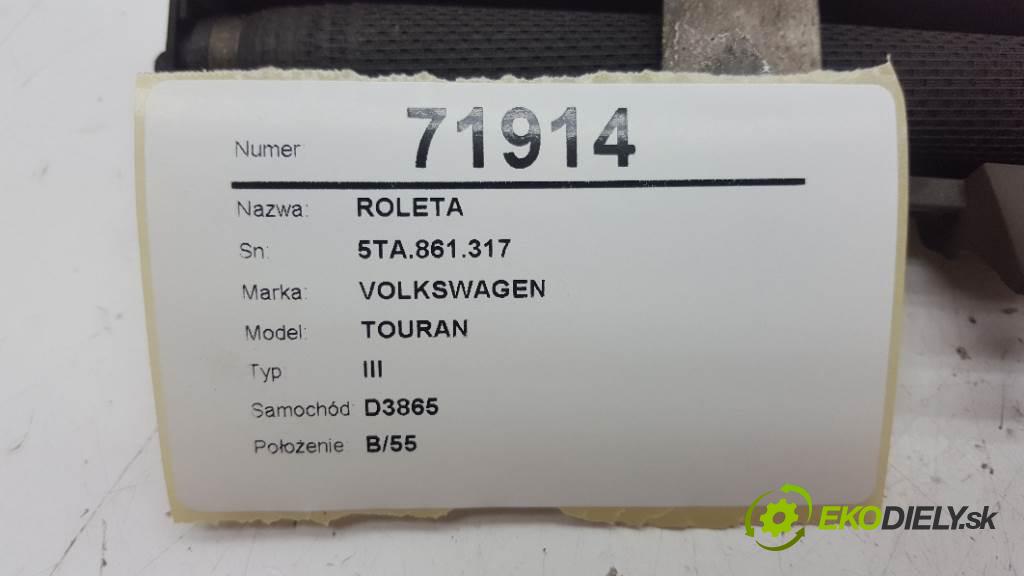 Numer: 71914
Nazwa: ROLETA
Sn: 5TA.861.317
Marka: VOLKSWAGEN
Model: TOURAN
Typ III
Samochód: D3865
Położenie B/55
EKODIELY.sk